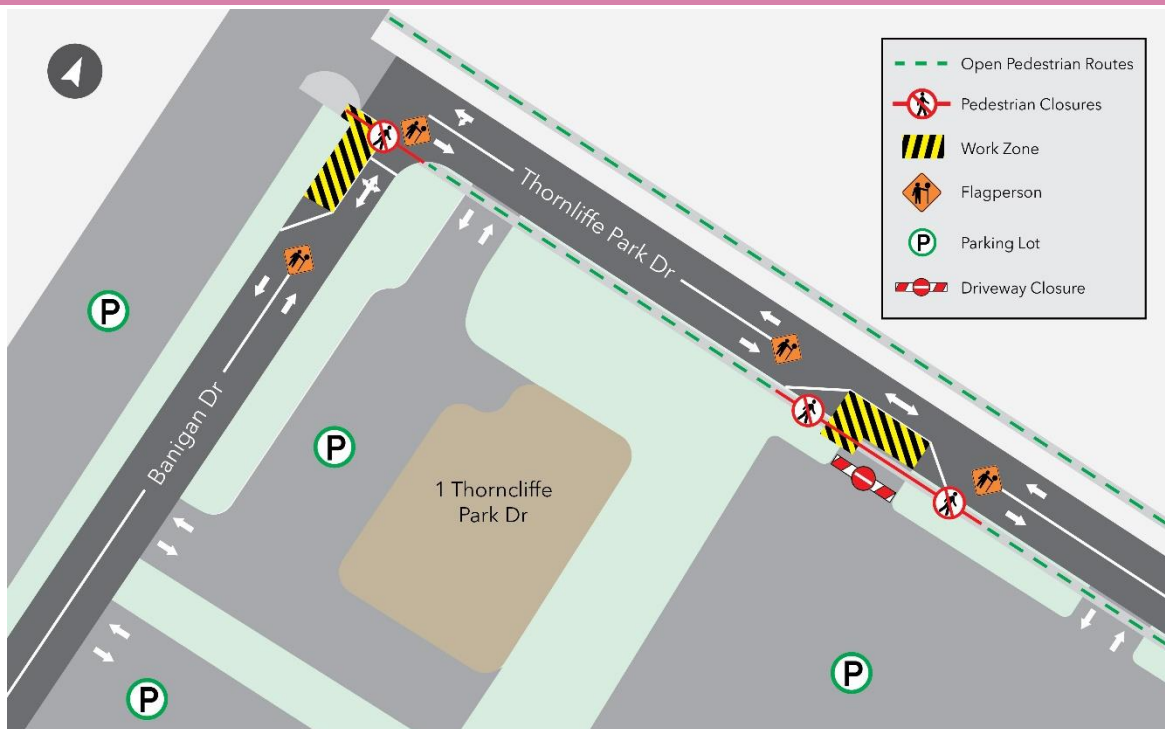 Open Pedestrian Routes
Pedestrian Closures
Work Zone
Flagperson
P
Parking Lot
Driveway Closure
Thornliffe Park Dr
P
Banigan Dr
P
1 Thorncliffe
Park Dr
P
P